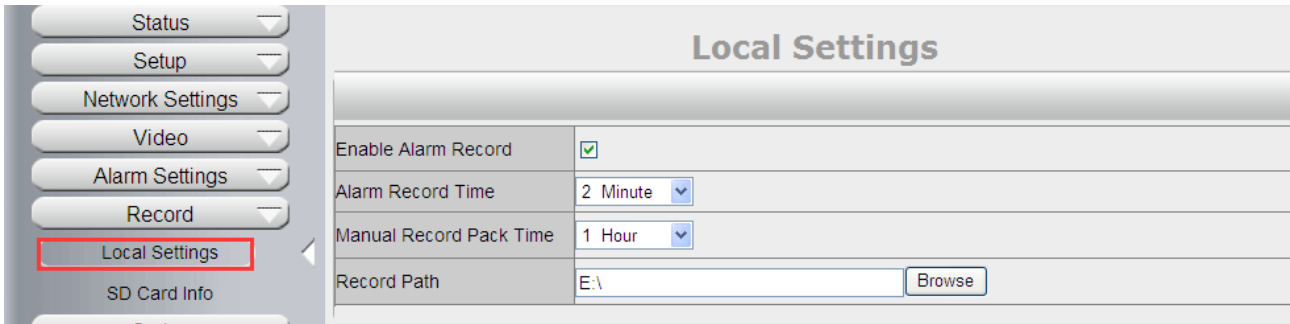 Status
Setup
Network Settings
Video
Alarm Settings
Record
Local Settings
SD Card Info
Local Settings
Enable Alarm Record
Alarm Record Time
2 Minute
Manual Record Pack Time
1 Hour
Record Path
E:\
Browse